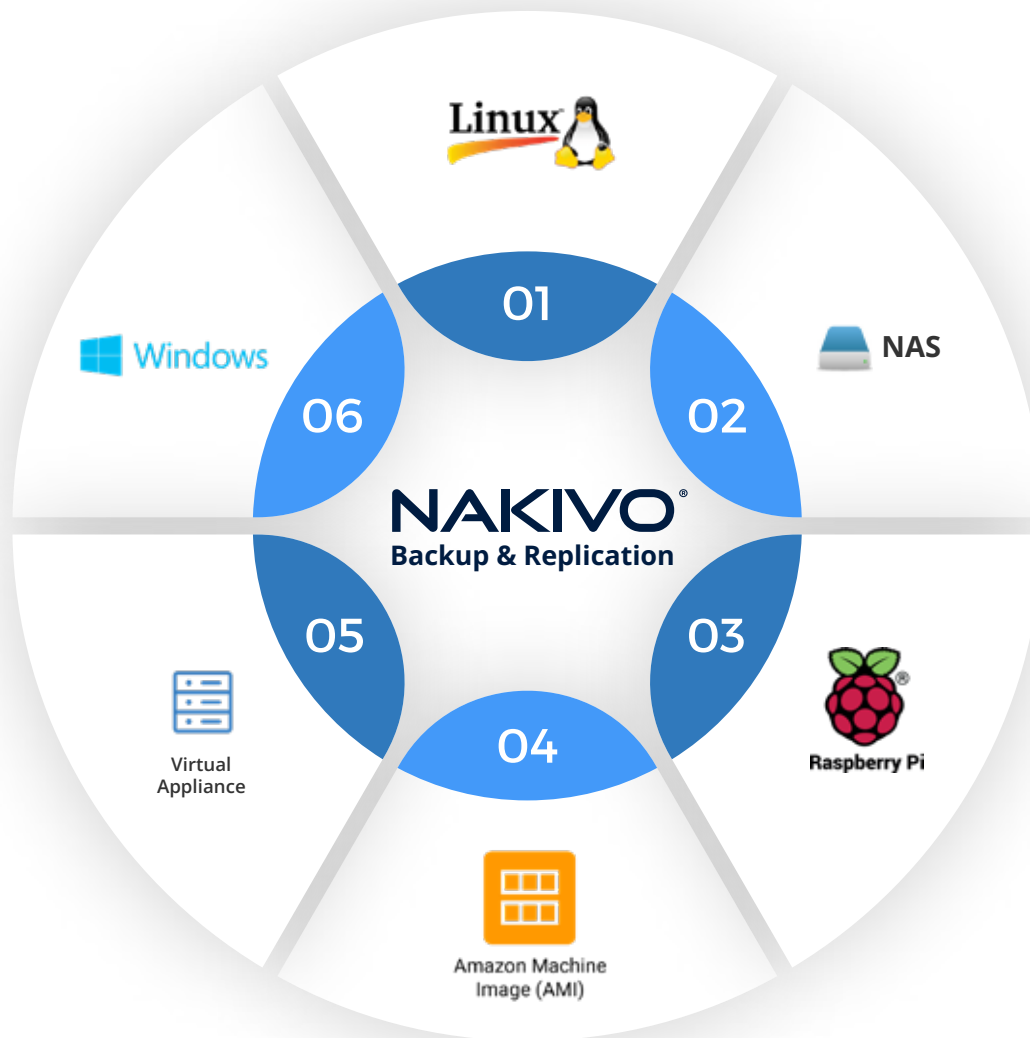 Linux
01
NAS
02
Raspberry Pi
®
03
Amazon Machine
Image (AMI)
04
Virtual
Appliance
05
Windows
06
NAKIVO®
Backup & Replication